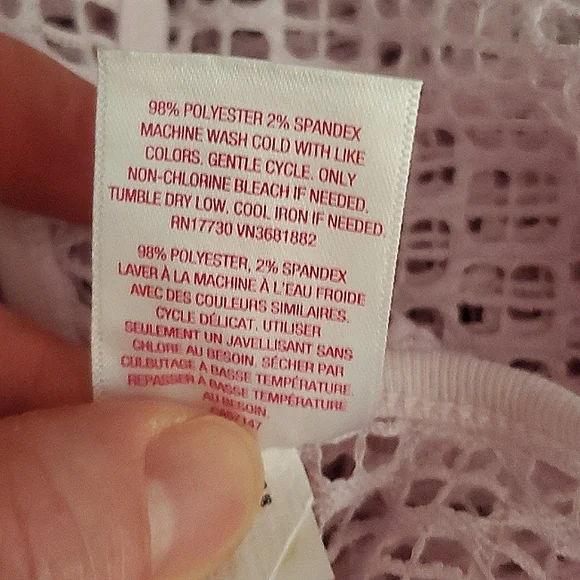 98% POLYESTER 2% SPANDEX
MACHINE WASH COLD WITH LIKE
COLORS. GENTLE CYCLE. ONLY
NON-CHLORINE BLEACH IF NEEDED.
TUMBLE DRY LOW. COOL IRON IF NEEDED.
RN17730 VN3681882
98% POLYESTER, 2% SPANDEX
LAVER À LA MACHINE À L'EAU FROIDE
AVEC DES COULEURS SIMILAIRES.
CYCLE DÉLICAT. UTILISER
SEULEMENT UN JAVELLISANT SANS
CHLORE AU BESOIN. SÉCHER PAR
CULBUTAGE À BASSE TEMPÉRATURE.
REPASSER À BASSE TEMPÉRATURE
AU BESOIN